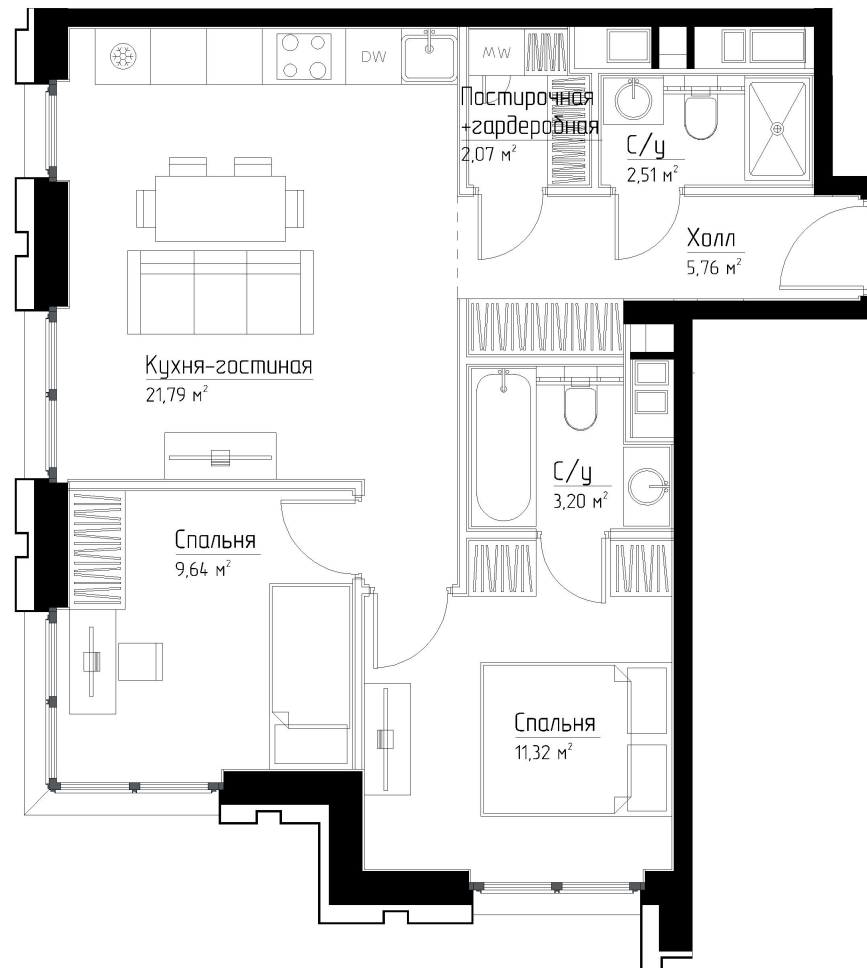 DW
MW
Постирочная
+гардеробная
2,07 м²
С/у
2,51 м²
Холл
5,76 м²
Кухня-гостиная
21,79 м²
С/у
3,20 м²
Спальня
9,64 м²
Спальня
11,32 м²